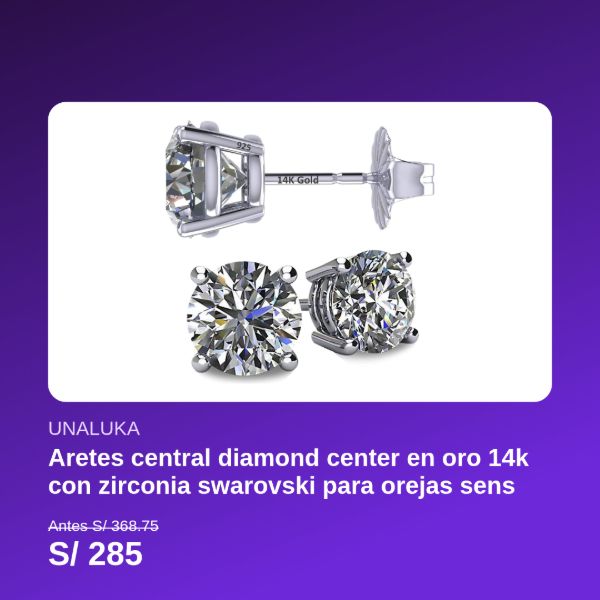 925
14K Gold
UNALUKA
Aretes central diamond center en oro 14k
con zirconia swarovski para orejas sens
Antes S/ 368.75
S/ 285